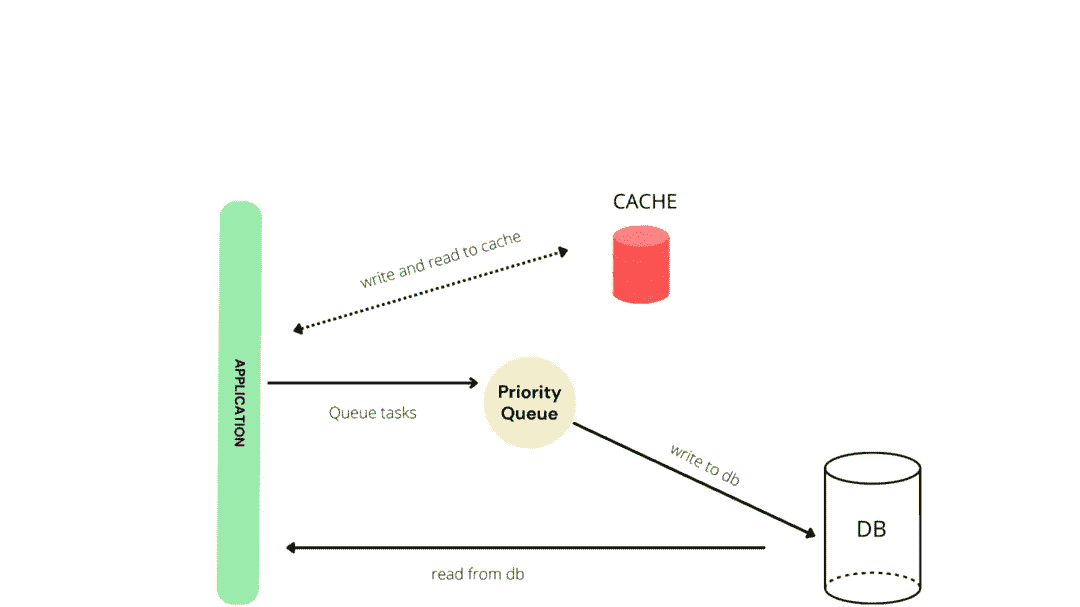 CACHE
write and read to cache
APPLICATION
Priority
Queue
Queue tasks
write to db
DB
read from db